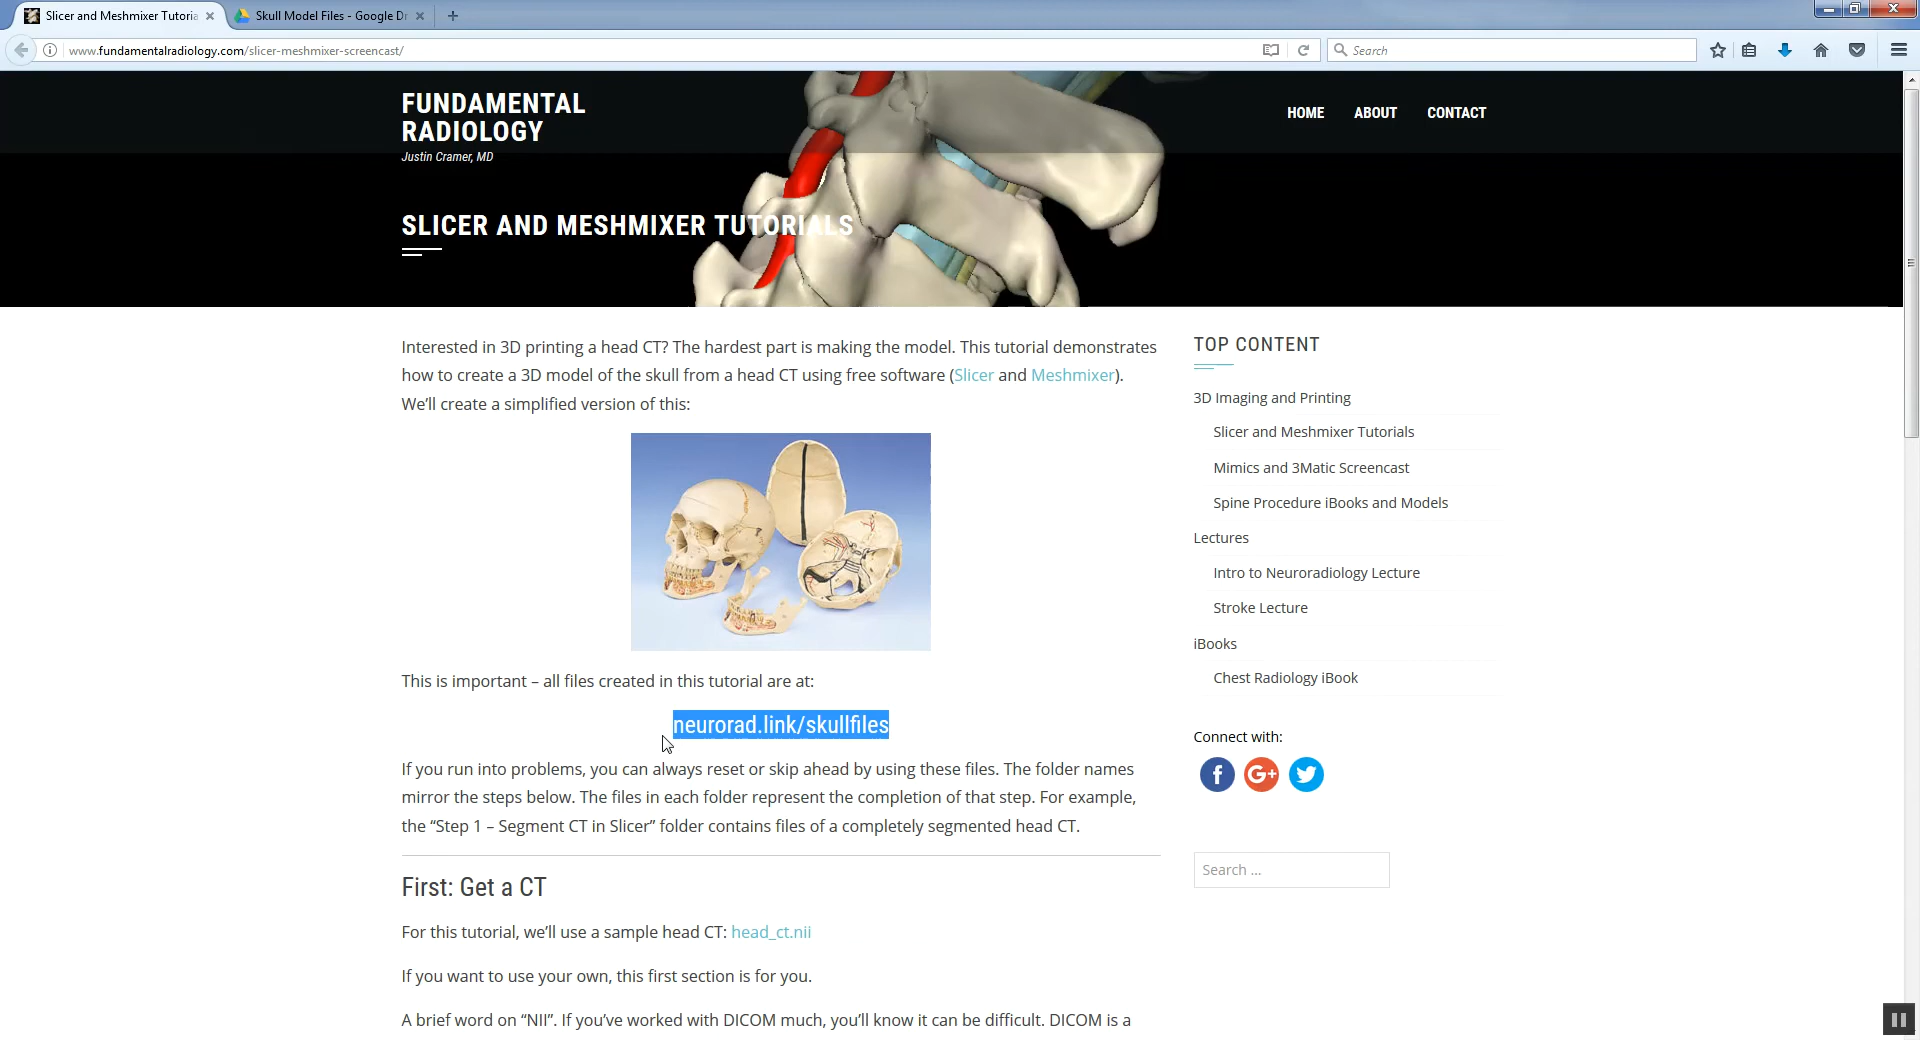 Slicer and Meshmixer Tutoria
Skull Model Files - Google Dr
www.fundamentalradiology.com/slicer-meshmixer-screencast/
Search
FUNDAMENTAL
RADIOLOGY
Justin Cramer, MD
HOME ABOUT CONTACT
SLICER AND MESHMIXER TUTORIALS
Interested in 3D printing a head CT? The hardest part is making the model. This tutorial demonstrates
how to create a 3D model of the skull from a head CT using free software (Slicer and Meshmixer).
We’ll create a simplified version of this:
This is important – all files created in this tutorial are at:
neurorad.link/skullfiles
If you run into problems, you can always reset or skip ahead by using these files. The folder names
mirror the steps below. The files in each folder represent the completion of that step. For example,
the “Step 1 – Segment CT in Slicer” folder contains files of a completely segmented head CT.
First: Get a CT
For this tutorial, we’ll use a sample head CT: head_ct.nii
If you want to use your own, this first section is for you.
A brief word on “NII”. If you’ve worked with DICOM much, you’ll know it can be difficult. DICOM is a
TOP CONTENT
3D Imaging and Printing
Slicer and Meshmixer Tutorials
Mimics and 3Matic Screencast
Spine Procedure iBooks and Models
Lectures
Intro to Neuroradiology Lecture
Stroke Lecture
iBooks
Chest Radiology iBook
Connect with:
f G+
Search …